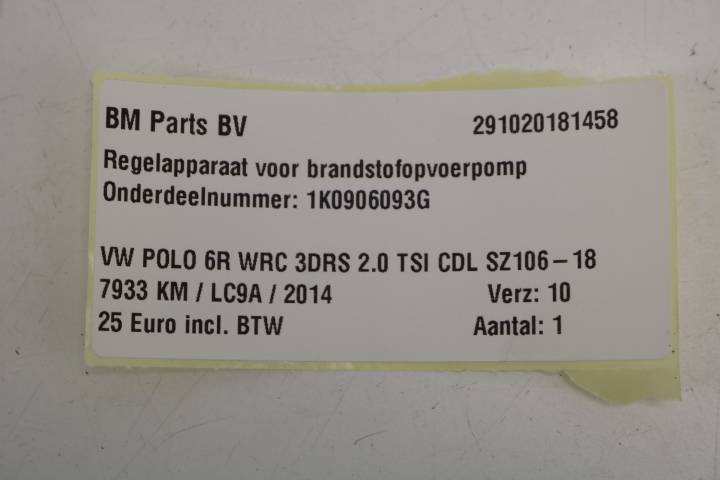 BM Parts BV 291020181458
Regelapparaat voor brandstofopvoerpomp
Onderdeelnummer: 1K0906093G
VW POLO 6R WRC 3DRS 2.0 TSI CDL SZ106-18
7933 KM / LC9A / 2014 Verz: 10
25 Euro incl. BTW Aantal: 1